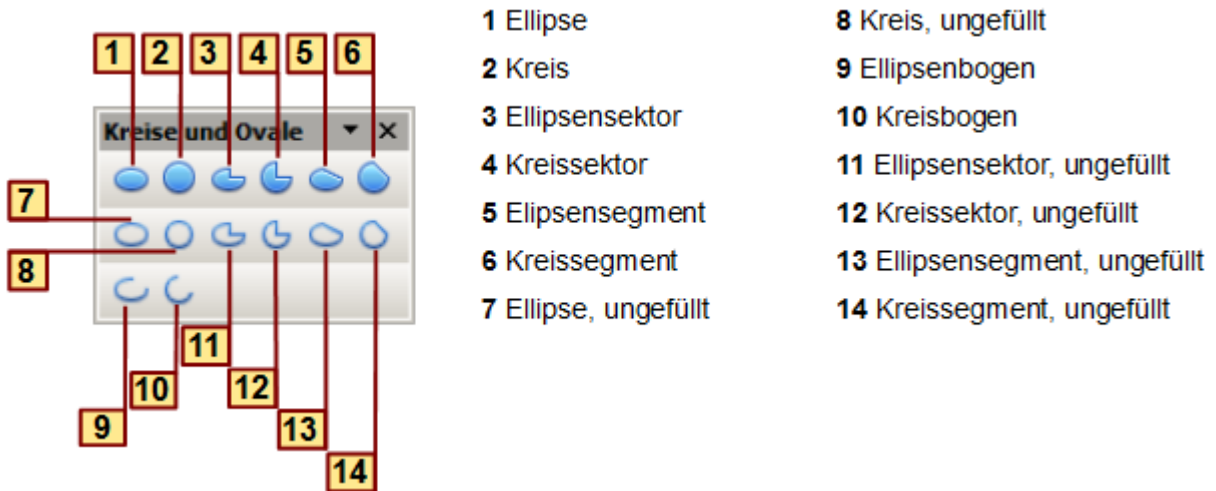 1 2 3 4 5 6
Kreise und Ovale
7
8
11
10 12
9 13
14
1 Ellipse
2 Kreis
3 Ellipsensektor
4 Kreissektor
5 Elipsensegment
6 Kreissegment
7 Ellipse, ungefüllt
8 Kreis, ungefüllt
9 Ellipsenbogen
10 Kreisbogen
11 Ellipsensektor, ungefüllt
12 Kreissektor, ungefüllt
13 Ellipsensegment, ungefüllt
14 Kreissegment, ungefüllt